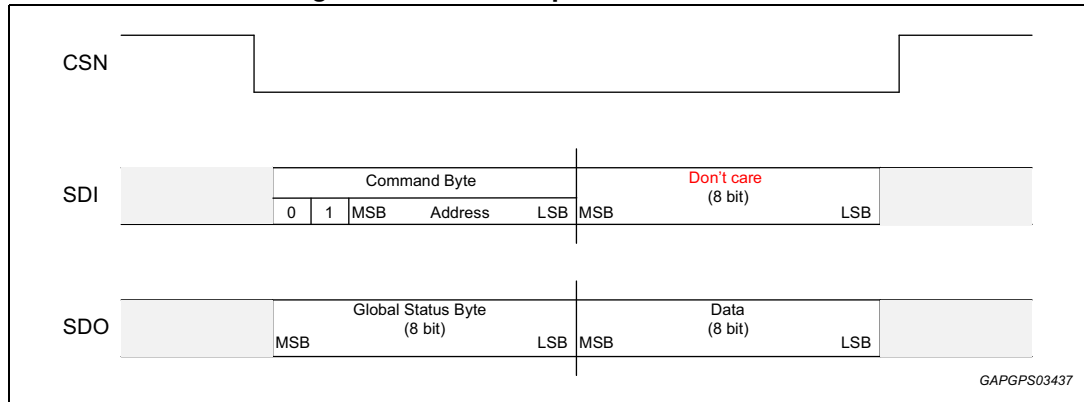 CSN
SDI
Command Byte
0 1 MSB Address LSB
Don't care
(8 bit)
MSB LSB
SDO
Global Status Byte
(8 bit)
MSB LSB
Data
(8 bit)
MSB LSB
GAPGPS03437